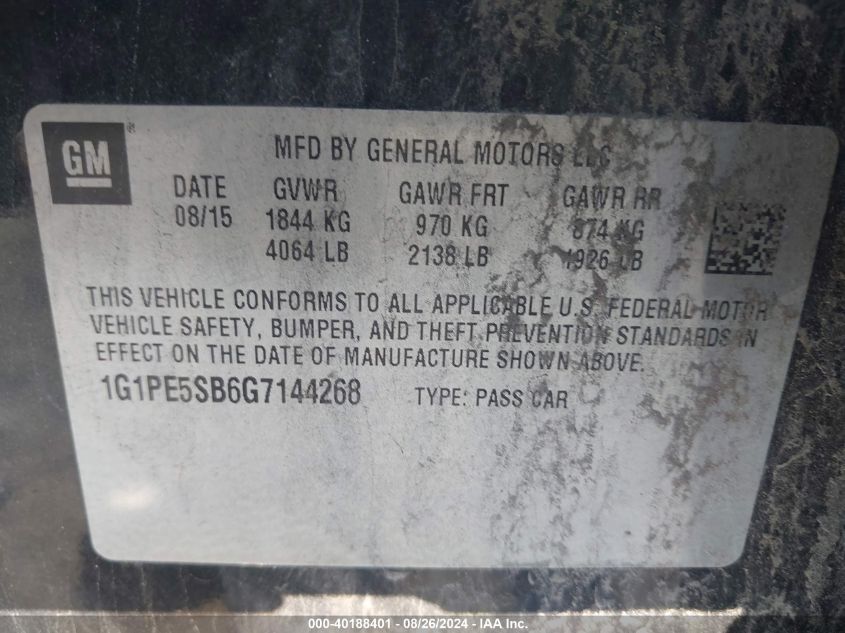 GM ®
MFD BY GENERAL MOTORS LLC
DATE GVWR GAWR FRT GAWR RR
08/15 1844 KG 970 KG 874 KG
4064 LB 2138 LB 1926 LB
THIS VEHICLE CONFORMS TO ALL APPLICABLE U.S. FEDERAL MOTOR
VEHICLE SAFETY, BUMPER, AND THEFT PREVENTION STANDARDS IN
EFFECT ON THE DATE OF MANUFACTURE SHOWN ABOVE.
1G1PE5SB6G7144268 TYPE: PASS CAR
000-40188401 - 08/26/2024 - IAA Inc.